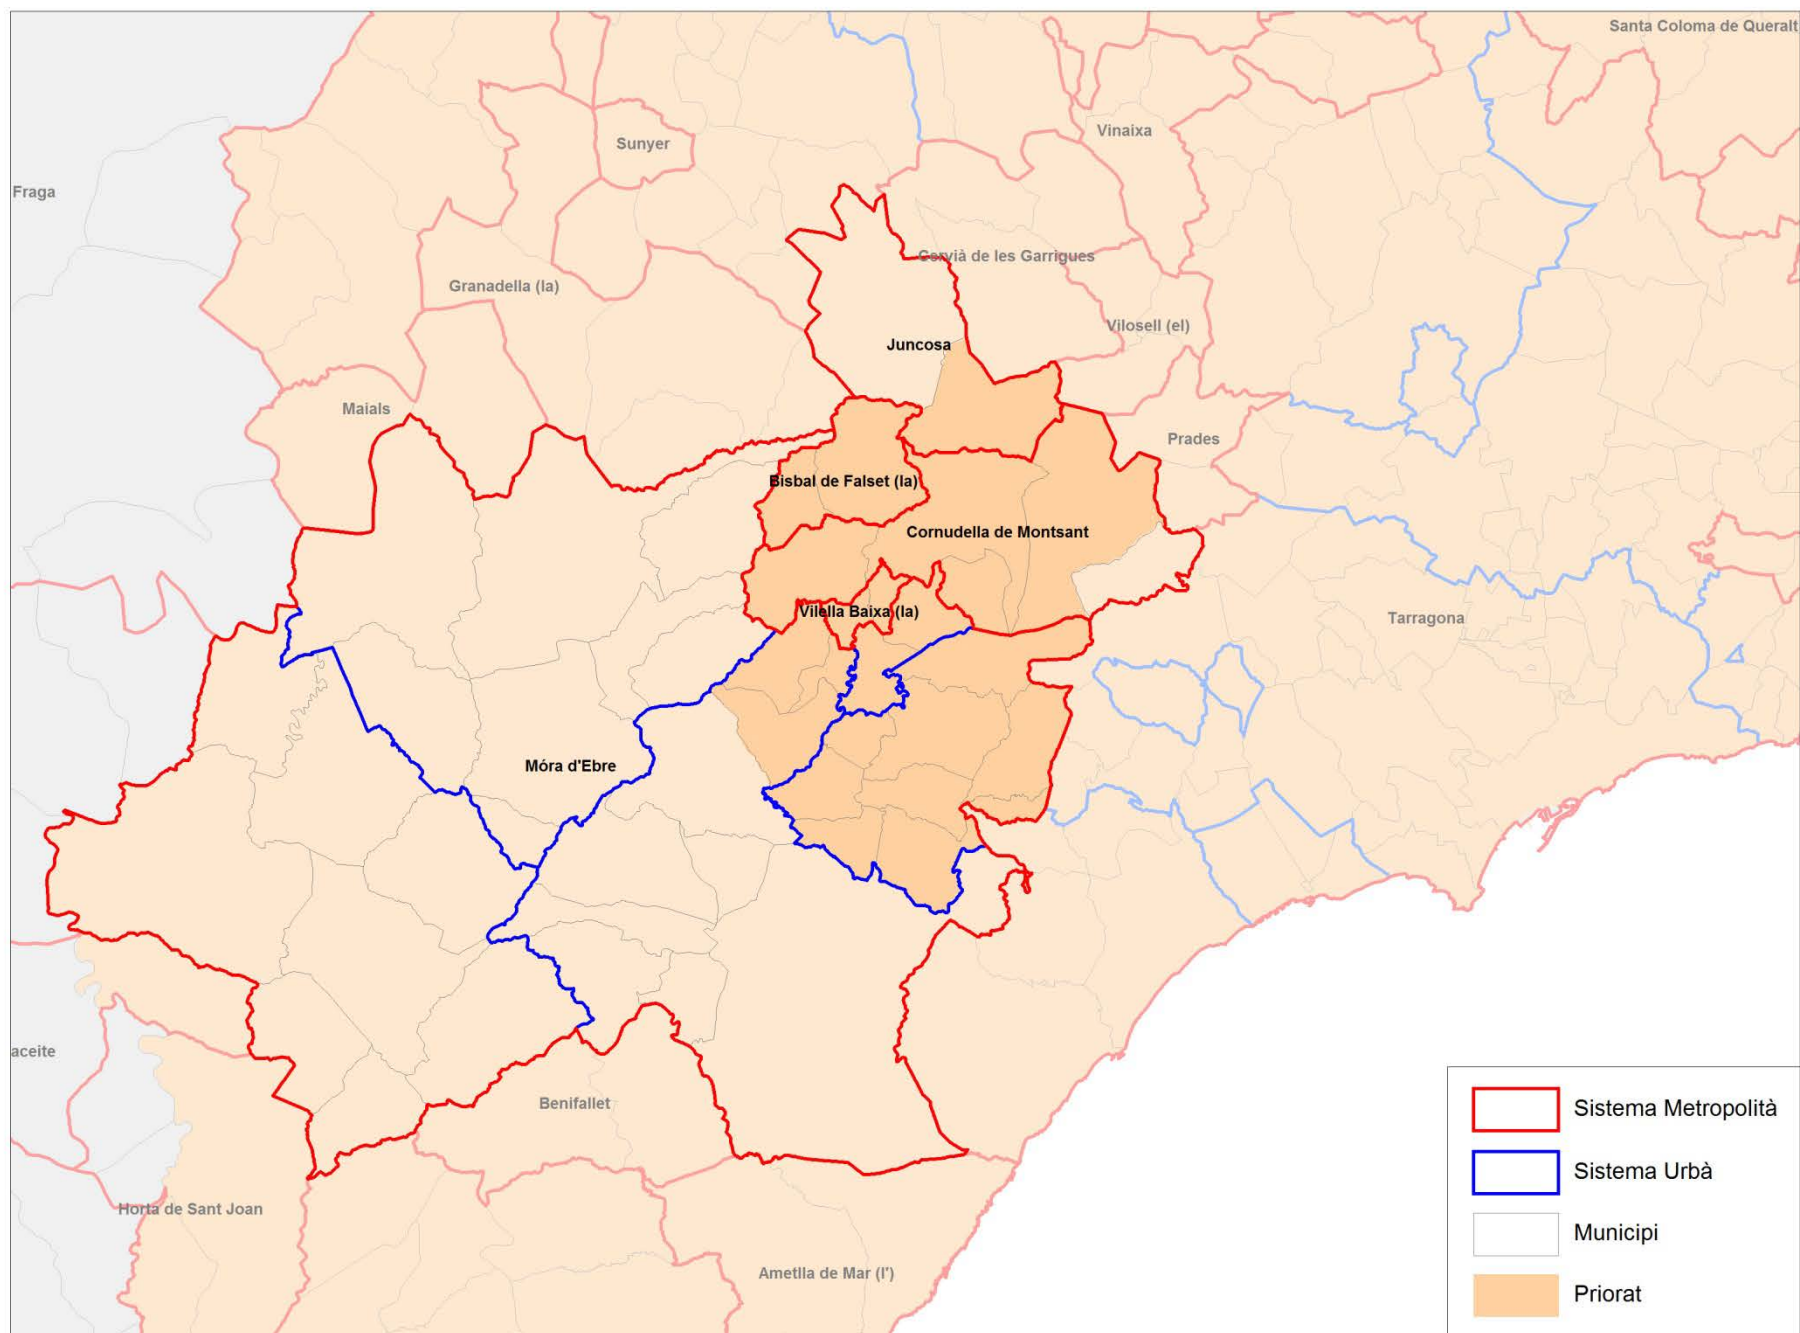 Santa Coloma de Queralt
Vinaixa
Sunyer
Fraga
Cervià de les Garrigues
Granadella (la)
Vilosell (el)
Juncosa
Maials
Prades
Bisbal de Falset (la)
Cornudella de Montsant
Vilella Baixa (la)
Tarragona
Móra d'Ebre
aceite
Benifallet
Sistema Metropolità
Sistema Urbà
Horta de Sant Joan
Municipi
Ametlla de Mar (l')
Priorat